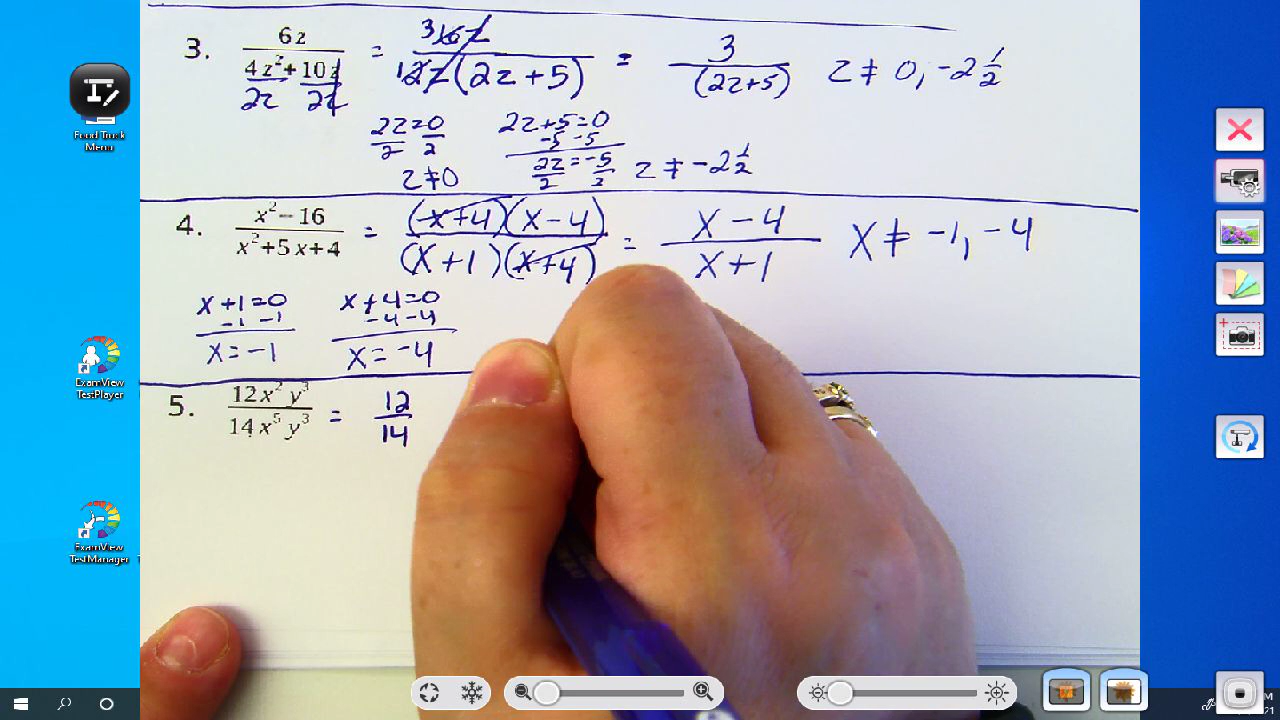 3. 6z / 4z²+10z = 3 6z / 1 2z(2z+5) = 3 / (2z+5) z ≠ 0, -2 1/2
2z 2z
2z=0 2z+5=0
2 2 -5 -5
z≠0 2z = -5 z ≠ -2 1/2
2 2
4. x²-16 / x²+5x+4 = (x+4)(x-4) / (x+1)(x+4) = x-4 / x+1 x ≠ -1, -4
x+1=0 x+4=0
-1 -1 -4 -4
x=-1 x=-4
5. 12x²y³ / 14x⁵y³ = 12 / 14
Food Truck
Menu
ExamView
TestPlayer
ExamView
TestManager